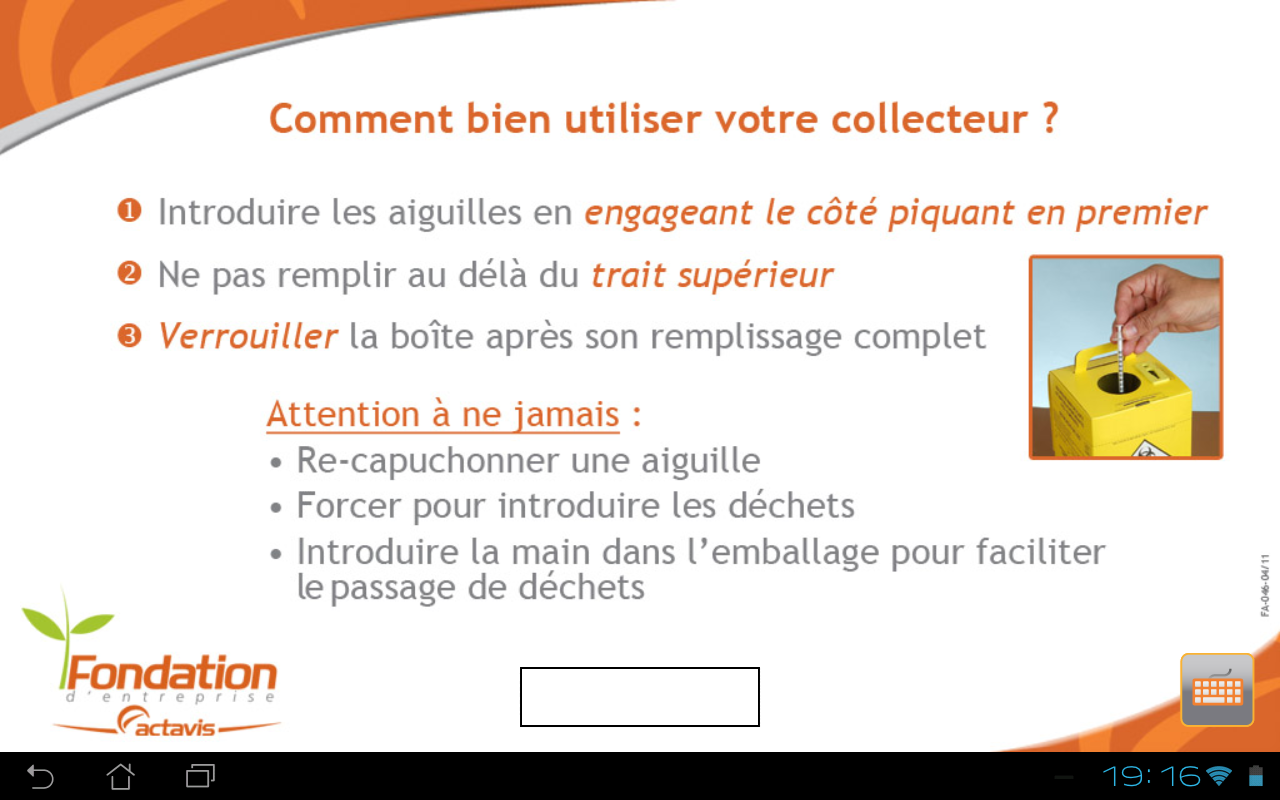 Comment bien utiliser votre collecteur ?
❶ Introduire les aiguilles en engageant le côté piquant en premier
❷ Ne pas remplir au délà du trait supérieur
❸ Verrouiller la boîte après son remplissage complet
Attention à ne jamais :
• Re-capuchonner une aiguille
• Forcer pour introduire les déchets
• Introduire la main dans l’emballage pour faciliter
le passage de déchets
FA-046-04/11
Fondation
d'entreprise
actavis
19:16